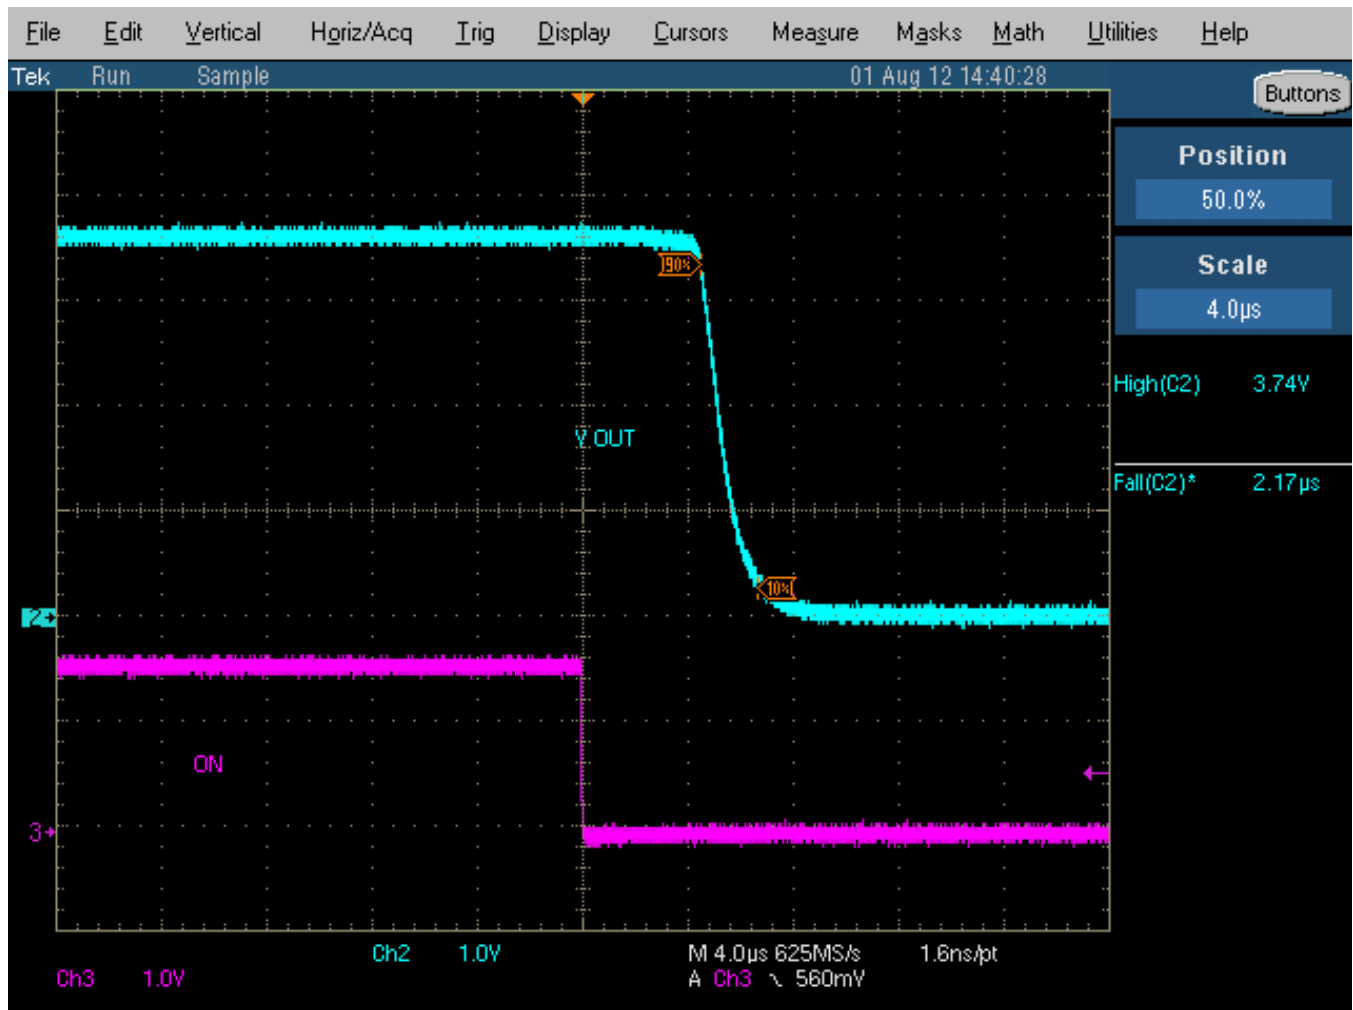 File Edit Vertical Horiz/Acq Trig Display Cursors Measure Masks Math Utilities Help
Tek Run Sample 01 Aug 12 14:40:28
Buttons
Position
50.0%
Scale
4.0µs
90%
High(C2) 3.74V
V OUT
Fall(C2)* 2.17µs
10%
2
ON
3
Ch2 1.0V M 4.0µs 625MS/s 1.6ns/pt
Ch3 1.0V A Ch3 560mV